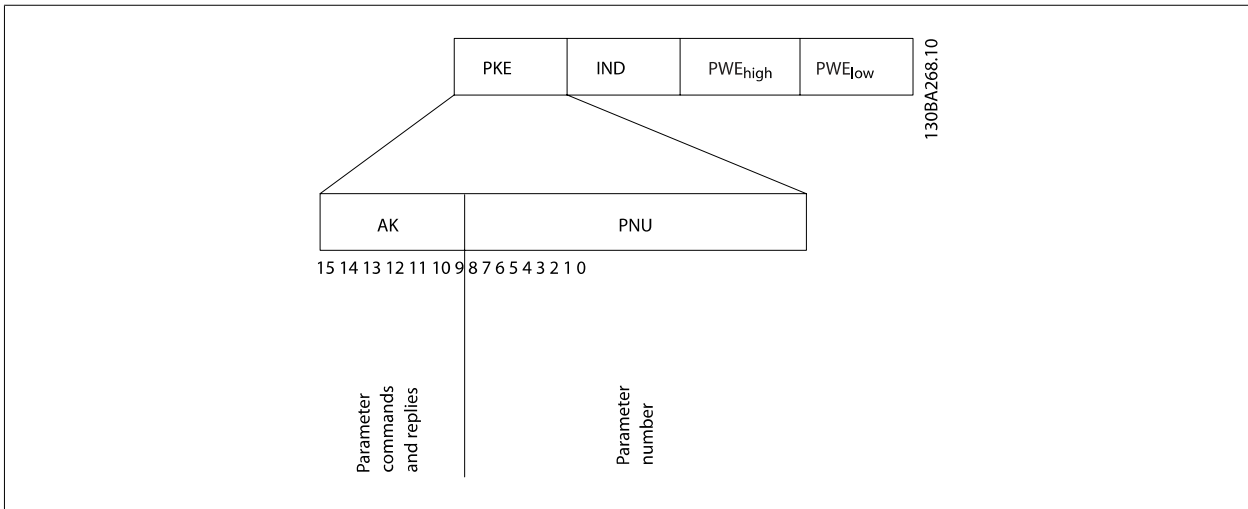 PKE IND PWEhigh PWElow
130BA268.10
AK PNU
15 14 13 12 11 10 9 8 7 6 5 4 3 2 1 0
Parameter
commands
and replies
Parameter
number